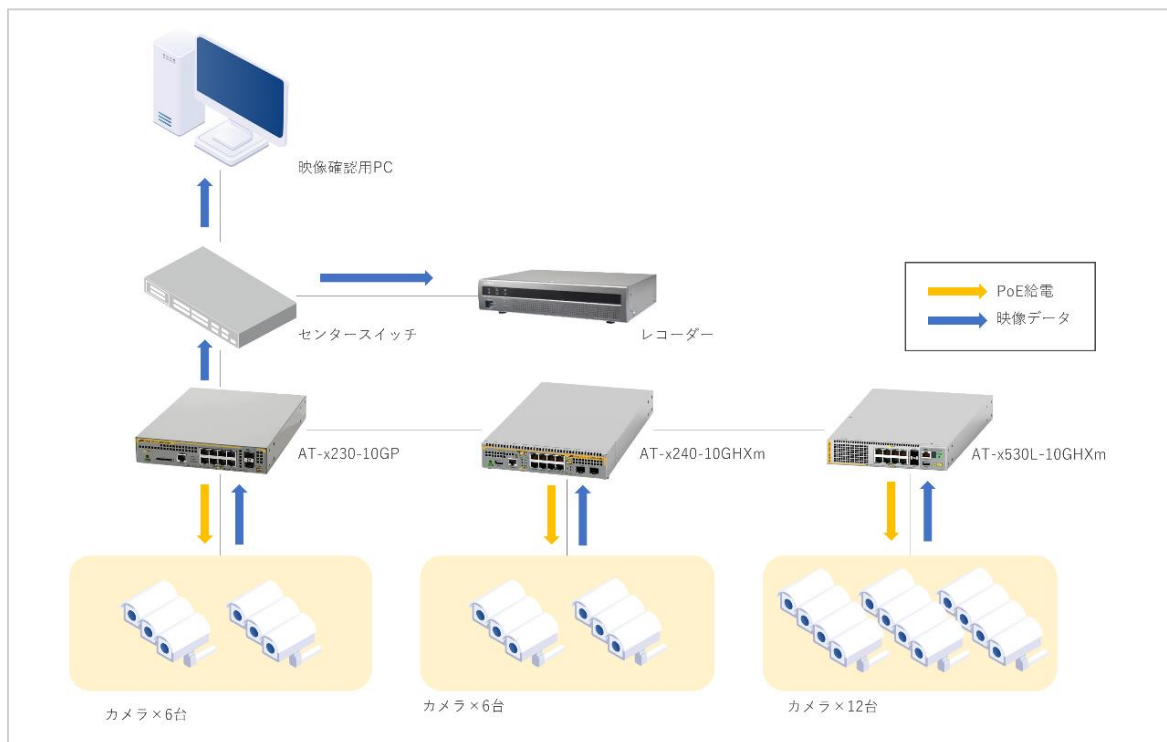 映像確認用PC
PoE給電
映像データ
センタースイッチ
レコーダー
AT-x230-10GP
AT-x240-10GHXm
AT-x530L-10GHXm
カメラ×6台
カメラ×6台
カメラ×12台